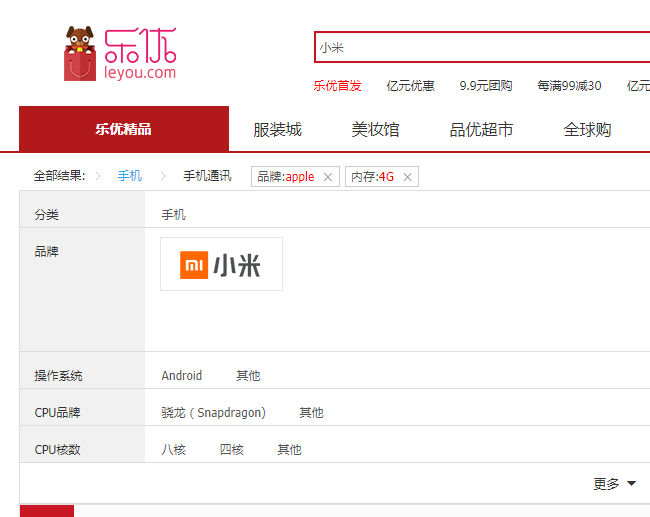 乐优
leyou.com
小米
乐优首发 亿元优惠 9.9元团购 每满99减30 亿元
乐优精品 服装城 美妆馆 品优超市 全球购
全部结果: 手机 手机通讯 品牌:apple × 内存:4G ×
分类 手机
品牌 mi 小米
操作系统 Android 其他
CPU品牌 骁龙 ( Snapdragon) 其他
CPU核数 八核 四核 其他
更多